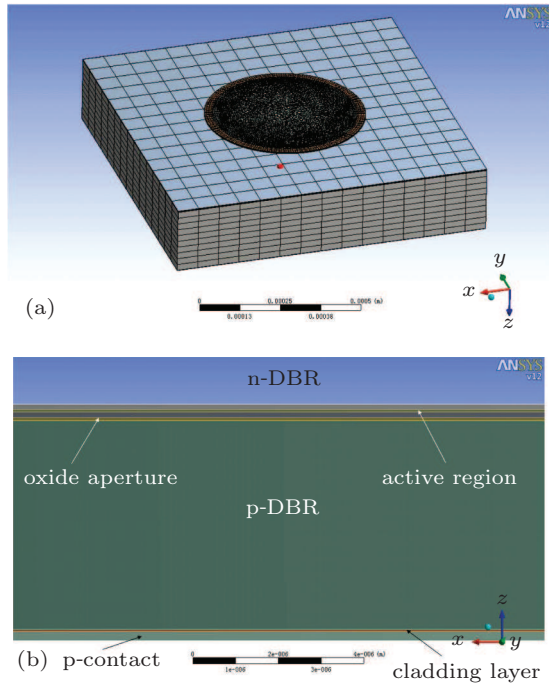 ANSYS
v12
y
x
z
(a)
0 0.00025 0.0005 (m)
0.00013 0.00038
n-DBR
ANSYS
v12
oxide aperture
active region
p-DBR
z
x
y
(b)
p-contact
0 2e-006 4e-006 (m)
1e-006 3e-006
cladding layer